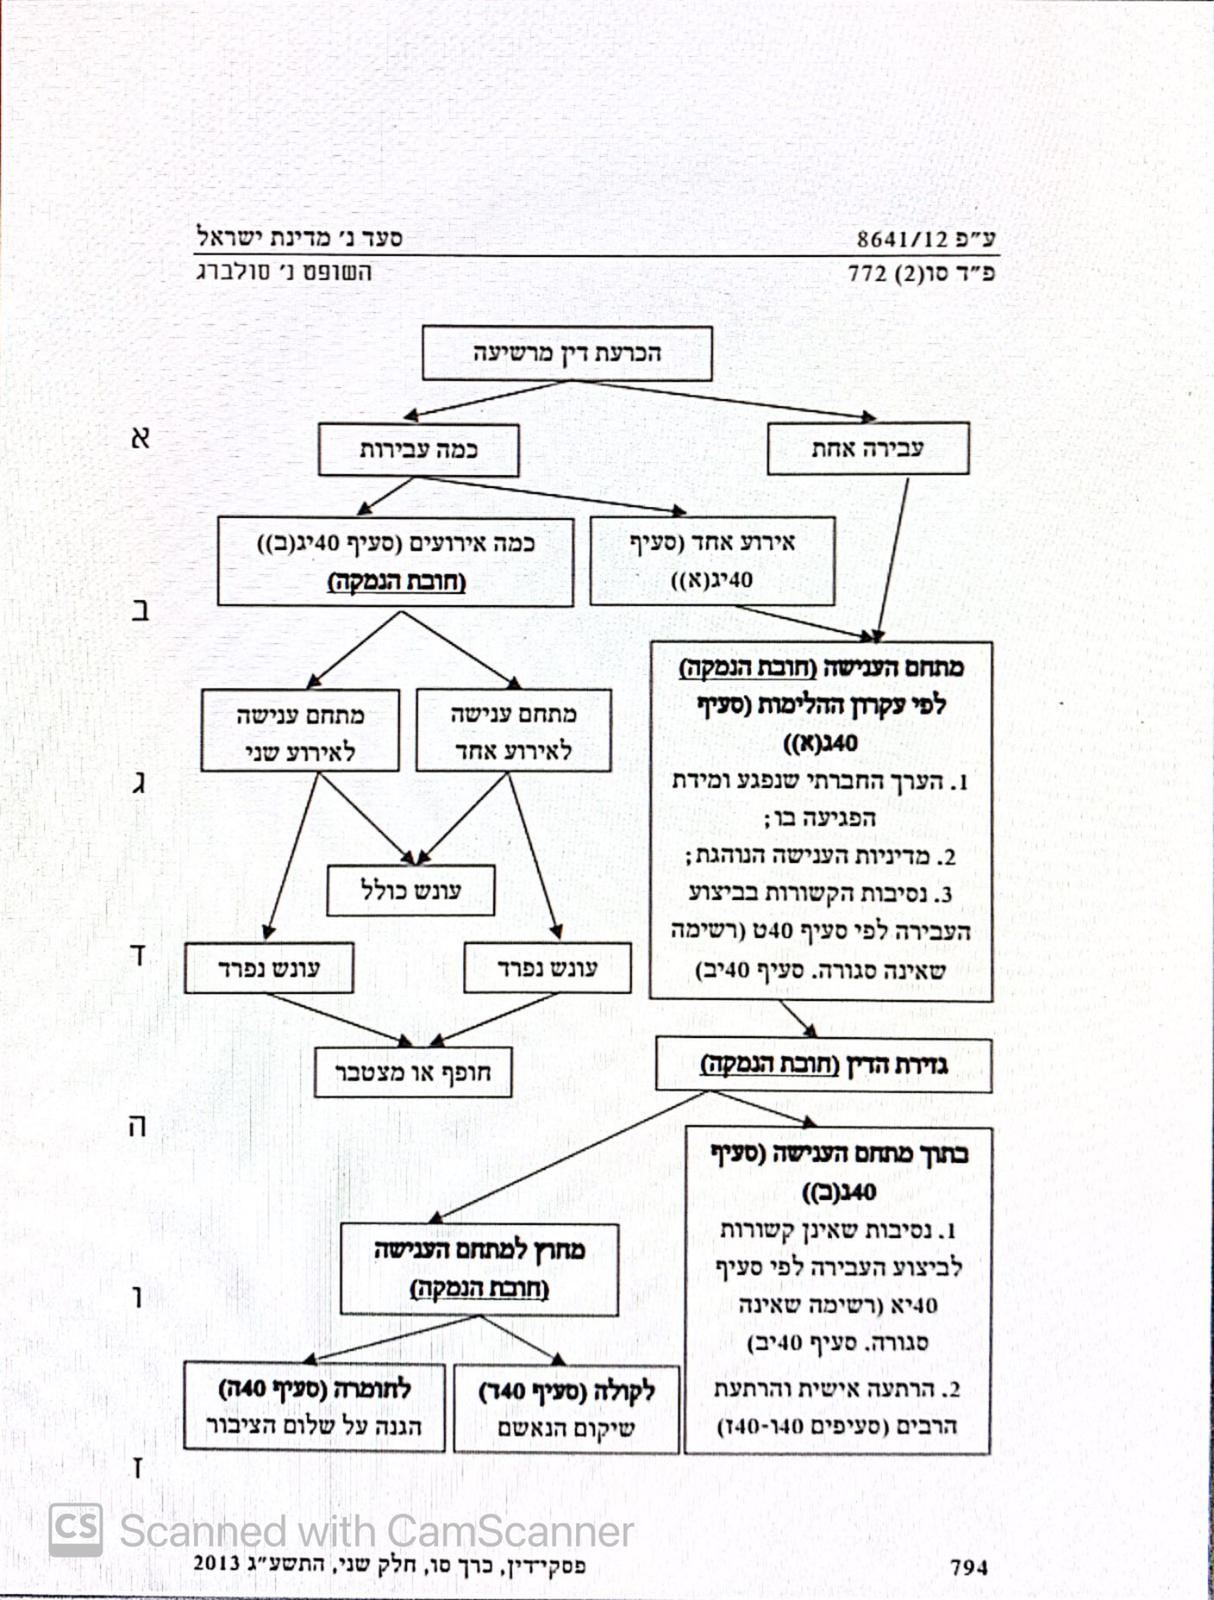 ע״פ 8641/12
סעד נ׳ מדינת ישראל
פ״ד סו(2) 772
השופט נ׳ סולברג
הכרעת דין מרשיעה
א
עבירה אחת
כמה עבירות
אירוע אחד (סעיף
40יג(א))
כמה אירועים (סעיף 40יג(ב))
(חובת הנמקה)
ב
מתחם הענישה (חובת הנמקה)
לפי עקרון ההלימות (סעיף
40ג(א))
1. הערך החברתי שנפגע ומידת
הפגיעה בו;
2. מדיניות הענישה הנוהגת;
3. נסיבות הקשורות בביצוע
העבירה לפי סעיף 40ט (רשימה
שאינה סגורה. סעיף 40יב)
מתחם ענישה
לאירוע אחד
מתחם ענישה
לאירוע שני
ג
עונש כולל
ד
עונש נפרד
עונש נפרד
חופף או מצטבר
גזירת הדין (חובת הנמקה)
ה
בתוך מתחם הענישה (סעיף
40ג(ב))
1. נסיבות שאינן קשורות
לביצוע העבירה לפי סעיף
40יא (רשימה שאינה
סגורה. סעיף 40יב)
2. הרתעה אישית והרתעת
הרבים (סעיפים 40ו-40ז)
מחוץ למתחם הענישה
(חובת הנמקה)
ו
לקולה (סעיף 40ד)
שיקום הנאשם
לחומרה (סעיף 40ה)
הגנה על שלום הציבור
ז
CS Scanned with CamScanner
794
פסקי-דין, כרך סו, חלק שני, התשע״ג 2013